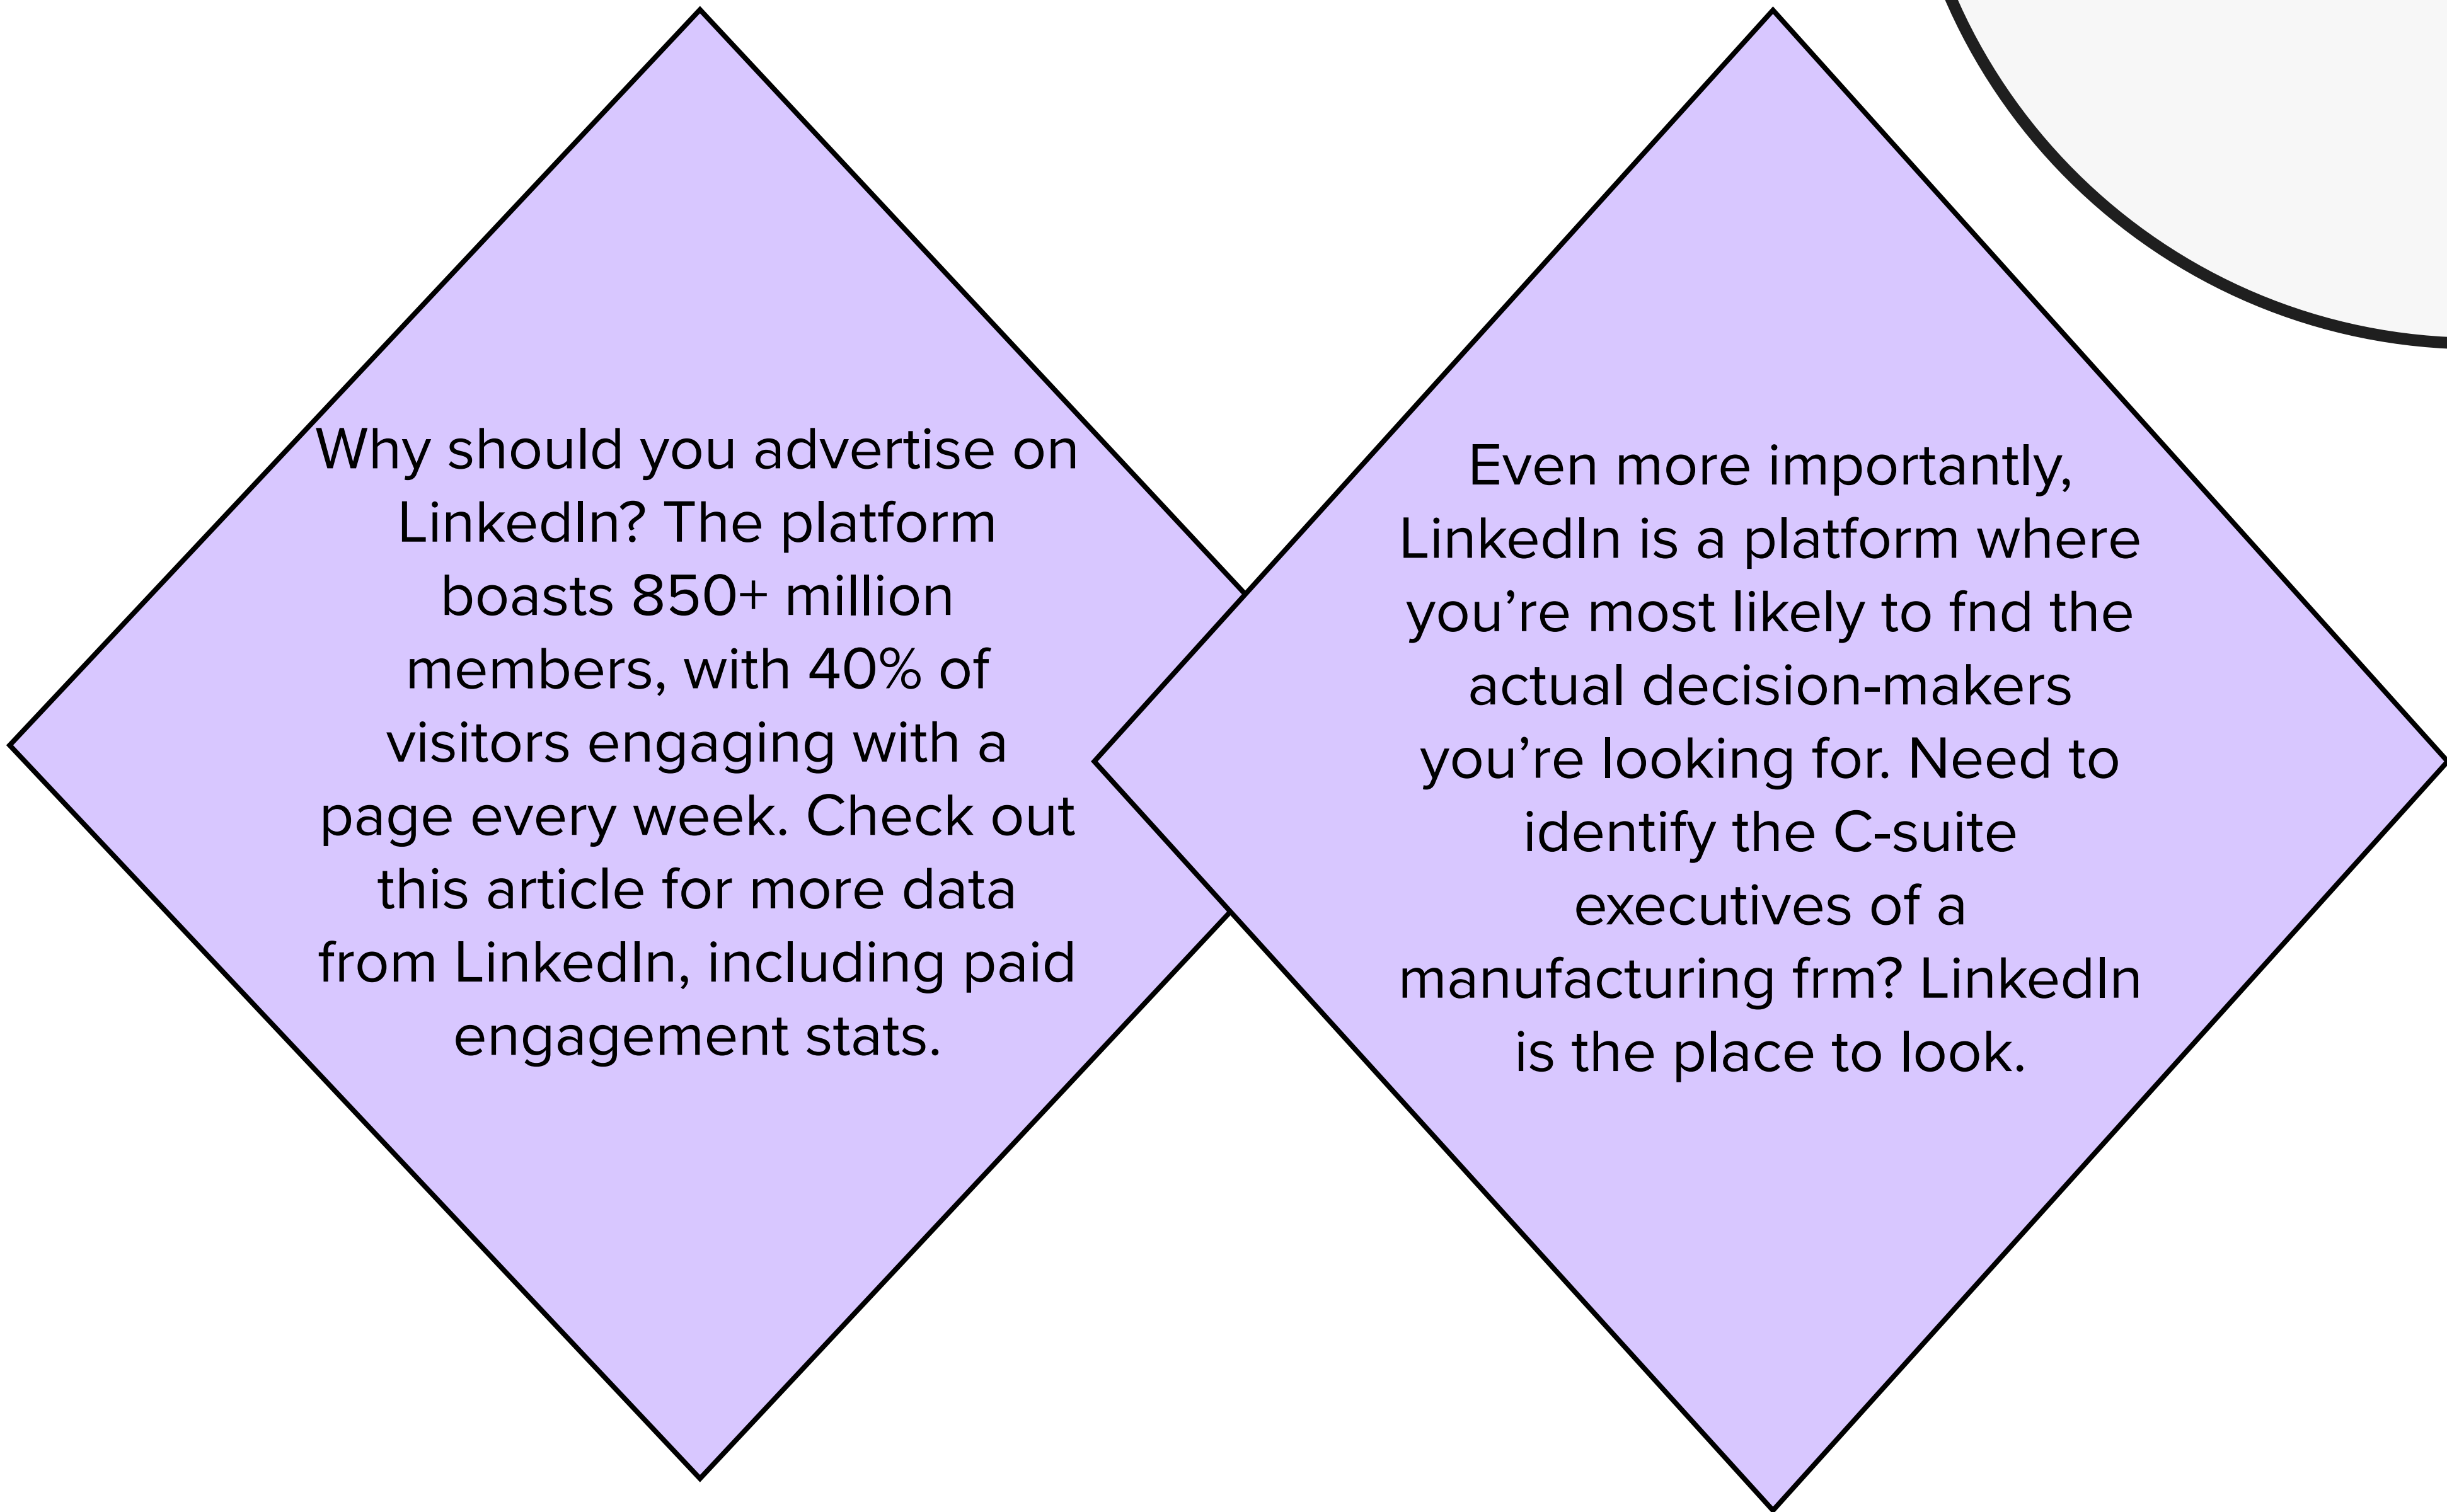 Why should you advertise on
LinkedIn? The platform
boasts 850+ million
members, with 40% of
visitors engaging with a
page every week. Check out
this article for more data
from LinkedIn, including paid
engagement stats.
Even more importantly,
LinkedIn is a platform where
you're most likely to fnd the
actual decision-makers
you're looking for. Need to
identify the C-suite
executives of a
manufacturing frm? LinkedIn
is the place to look.